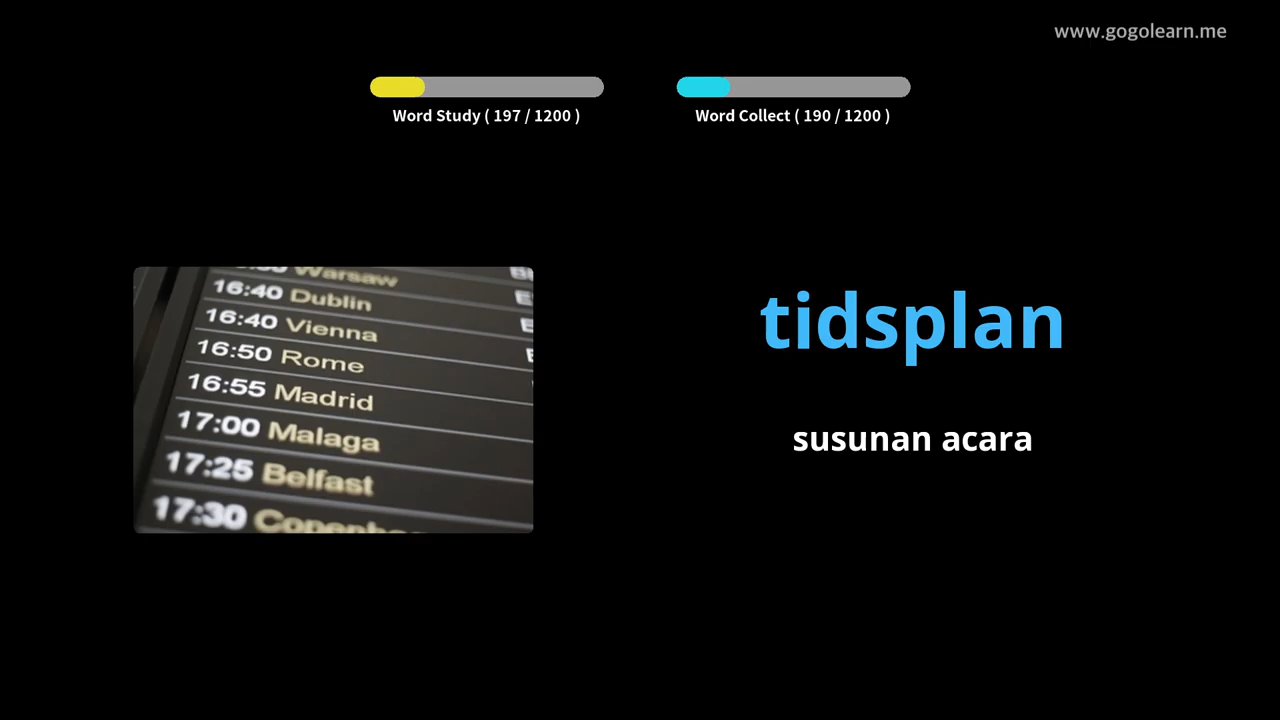 www.gogolearn.me
Word Study ( 197 / 1200 )
Word Collect ( 190 / 1200 )
Warsaw
16:40 Dublin
16:40 Vienna
16:50 Rome
16:55 Madrid
17:00 Malaga
17:25 Belfast
17:30
tidsplan
susunan acara